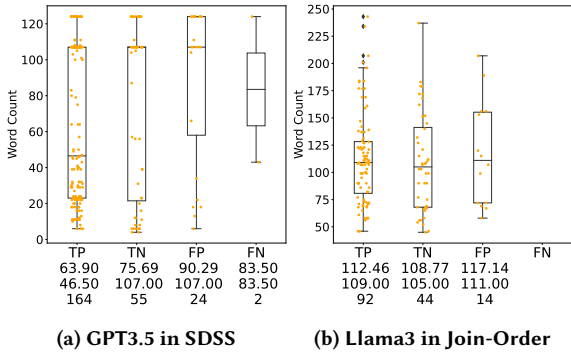 120
100
80
60
40
20
0
Word Count
TP TN FP FN
63.90 75.69 90.29 83.50
46.50 107.00 107.00 83.50
164 55 24 2
(a) GPT3.5 in SDSS
250
225
200
175
150
125
100
75
50
Word Count
TP TN FP FN
112.46 108.77 117.14
109.00 105.00 111.00
92 44 14
(b) Llama3 in Join-Order